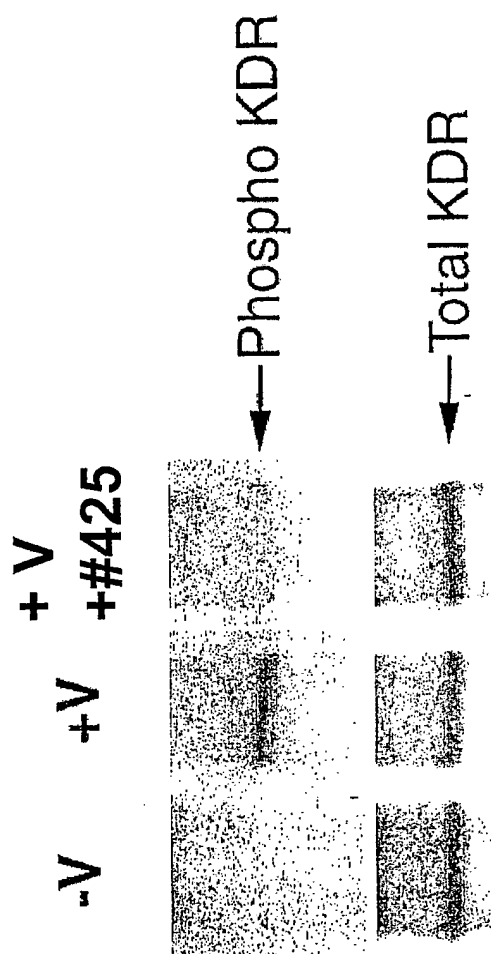 -V
+V
+ V
+#425
Phospho KDR
Total KDR